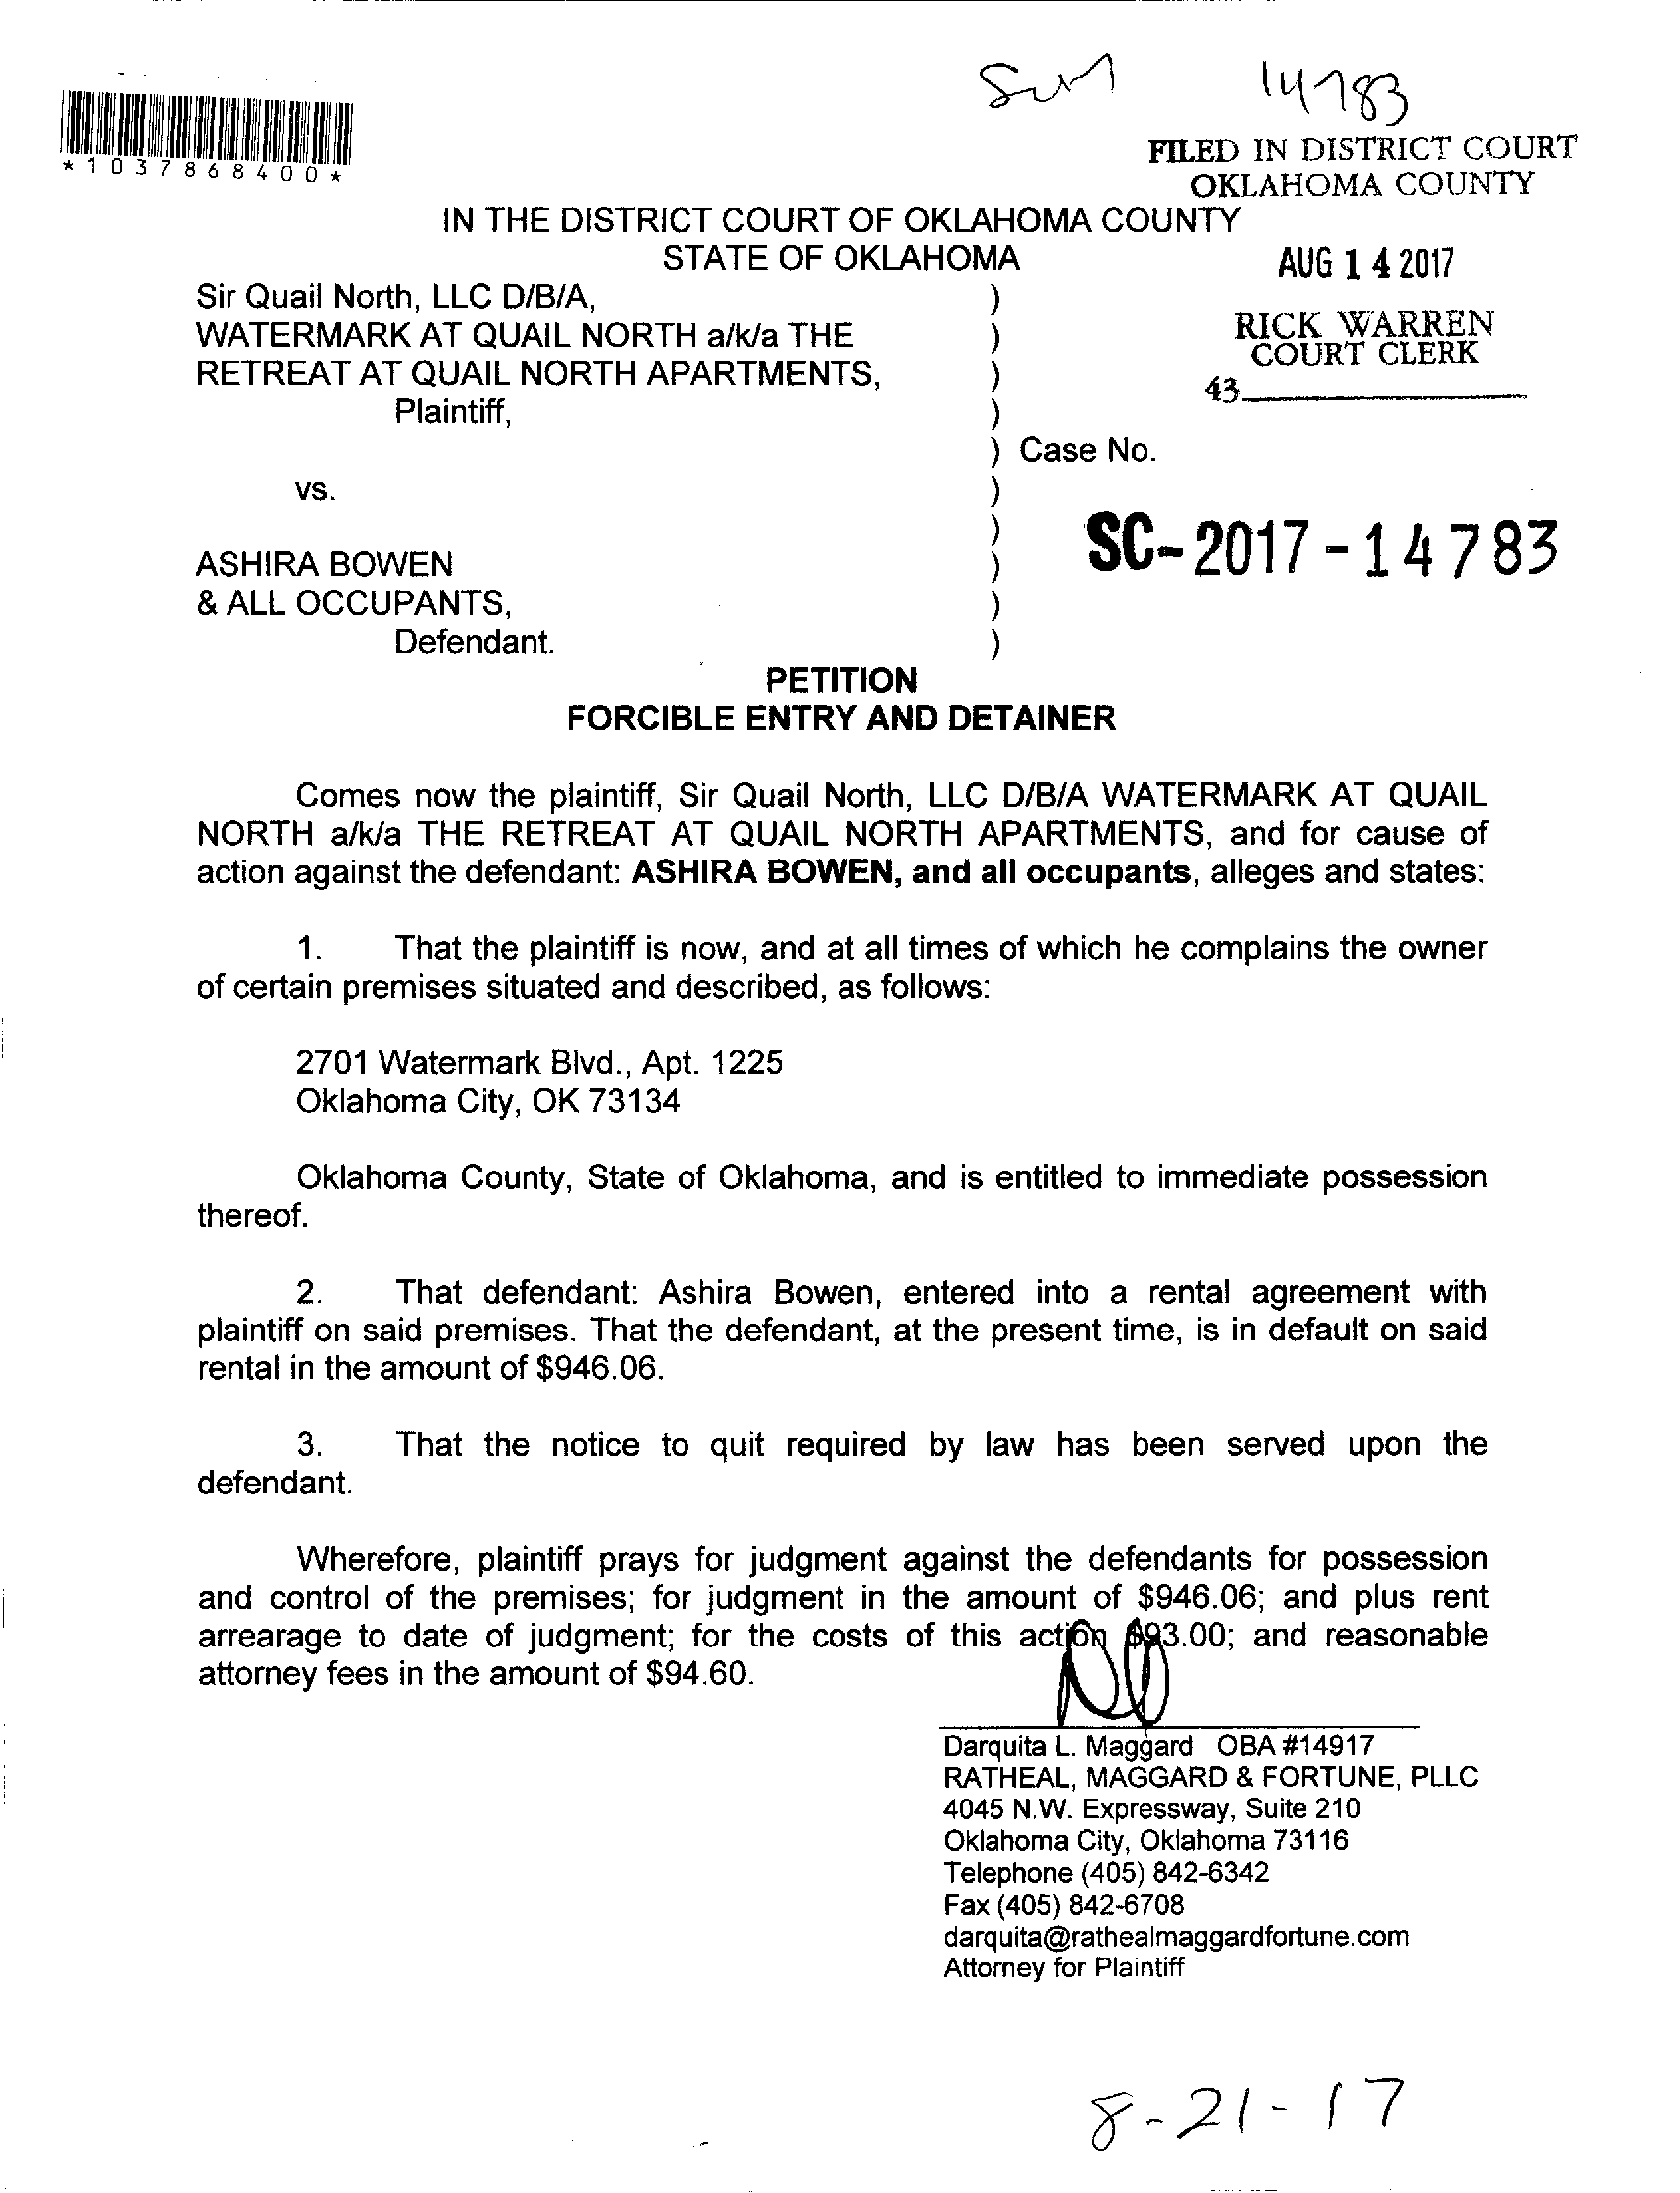 14783
*1037868400*
FILED IN DISTRICT COURT
OKLAHOMA COUNTY
IN THE DISTRICT COURT OF OKLAHOMA COUNTY
STATE OF OKLAHOMA
AUG 14 2017
Sir Quail North, LLC D/B/A, )
WATERMARK AT QUAIL NORTH a/k/a THE )
RICK WARREN
COURT CLERK
RETREAT AT QUAIL NORTH APARTMENTS, )
43
Plaintiff, )
) Case No.
vs. )
)
SC-2017-14783
ASHIRA BOWEN )
& ALL OCCUPANTS, )
Defendant. )
PETITION
FORCIBLE ENTRY AND DETAINER
Comes now the plaintiff, Sir Quail North, LLC D/B/A WATERMARK AT QUAIL
NORTH a/k/a THE RETREAT AT QUAIL NORTH APARTMENTS, and for cause of
action against the defendant: ASHIRA BOWEN, and all occupants, alleges and states:
1. That the plaintiff is now, and at all times of which he complains the owner
of certain premises situated and described, as follows:
2701 Watermark Blvd., Apt. 1225
Oklahoma City, OK 73134
Oklahoma County, State of Oklahoma, and is entitled to immediate possession
thereof.
2. That defendant: Ashira Bowen, entered into a rental agreement with
plaintiff on said premises. That the defendant, at the present time, is in default on said
rental in the amount of $946.06.
3. That the notice to quit required by law has been served upon the
defendant.
Wherefore, plaintiff prays for judgment against the defendants for possession
and control of the premises; for judgment in the amount of $946.06; and plus rent
arrearage to date of judgment; for the costs of this action $93.00; and reasonable
attorney fees in the amount of $94.60.
Darquita L. Maggard OBA #14917
RATHEAL, MAGGARD & FORTUNE, PLLC
4045 N.W. Expressway, Suite 210
Oklahoma City, Oklahoma 73116
Telephone (405) 842-6342
Fax (405) 842-6708
darquita@rathealmaggardfortune.com
Attorney for Plaintiff
8-21-17